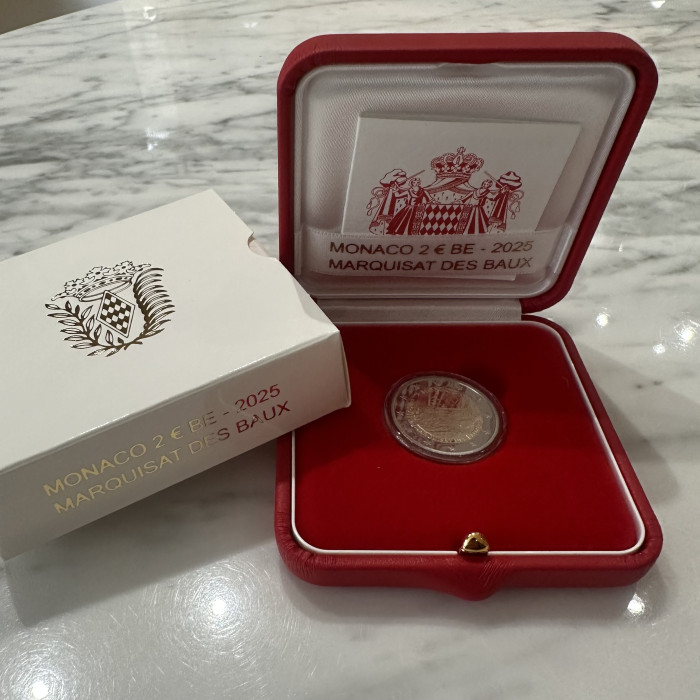 MONACO 2 € BE - 2025
MARQUISAT DES BAUX
MONACO 2 € BE - 2025
MARQUISAT DES BAUX